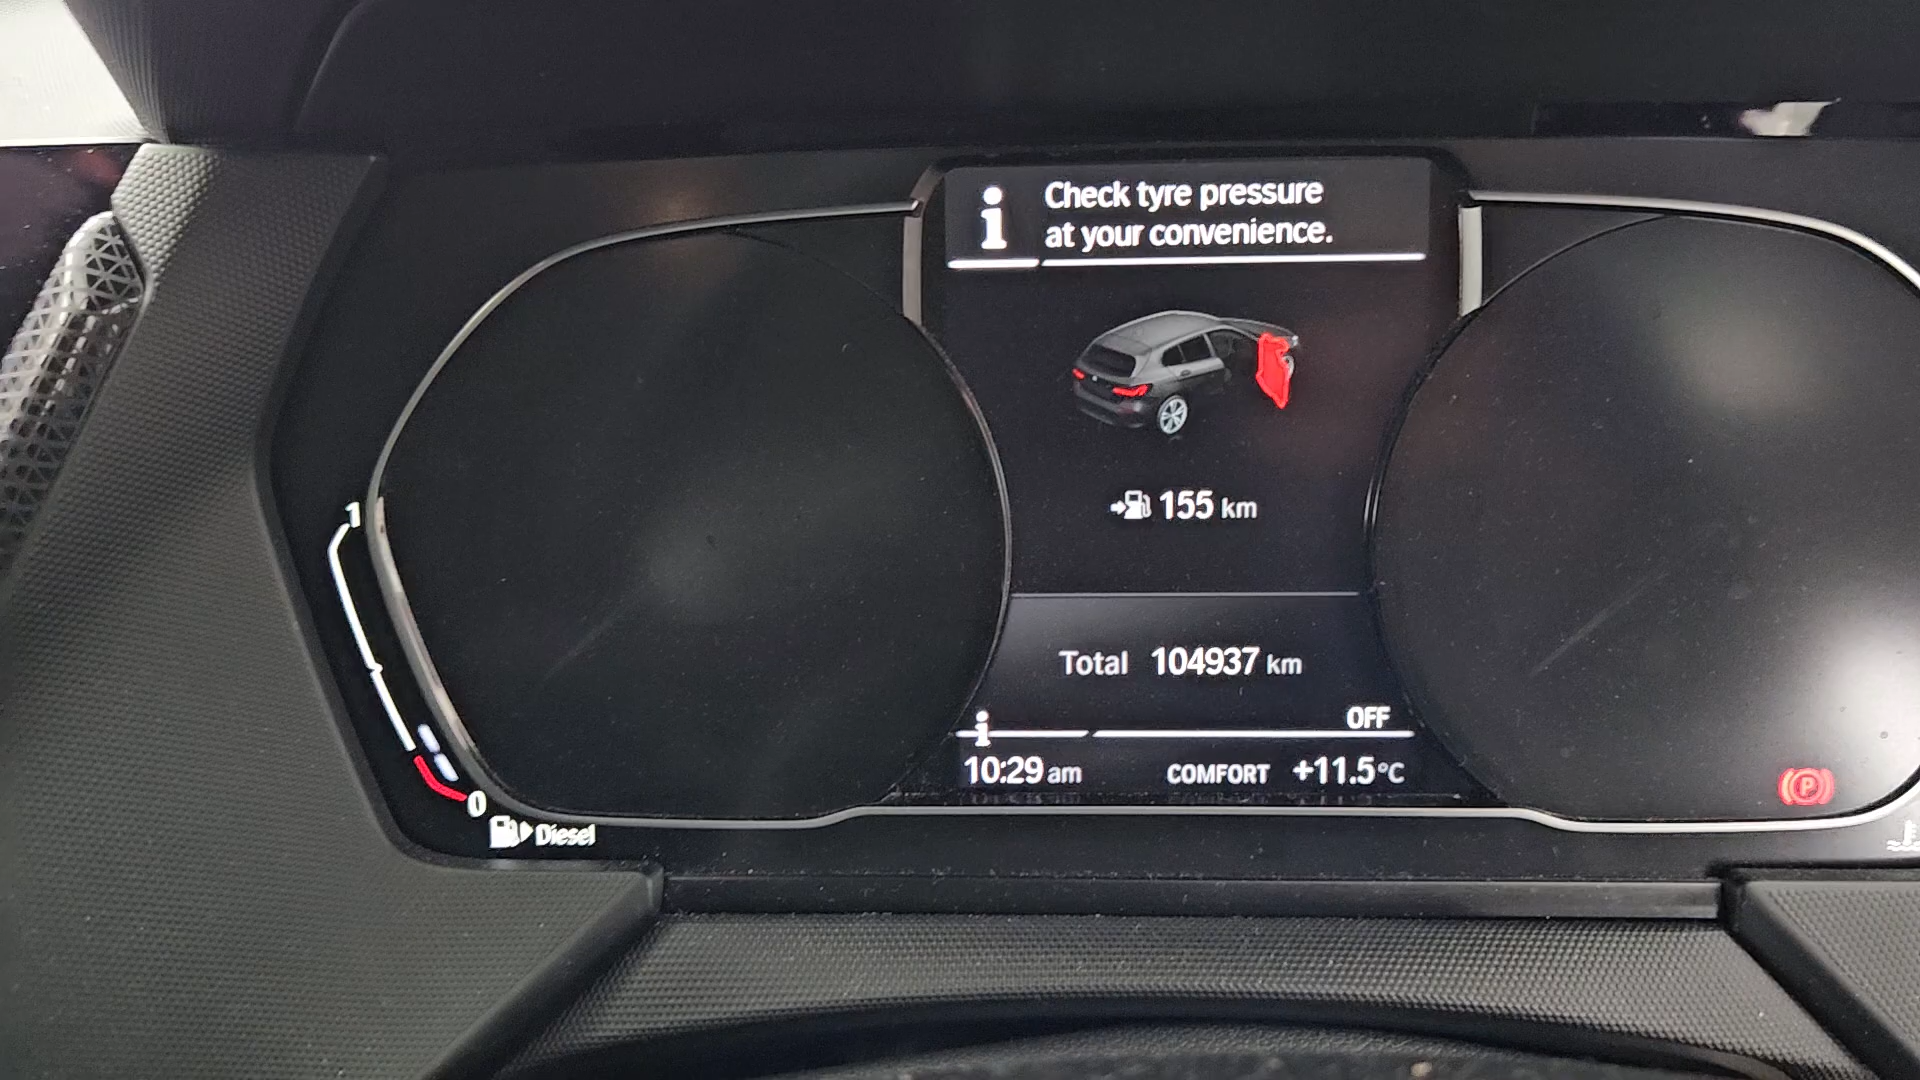 Check tyre pressure
at your convenience.
155 km
1
Total 104937 km
OFF
10:29 am COMFORT +11.5°C
P
0
Diesel